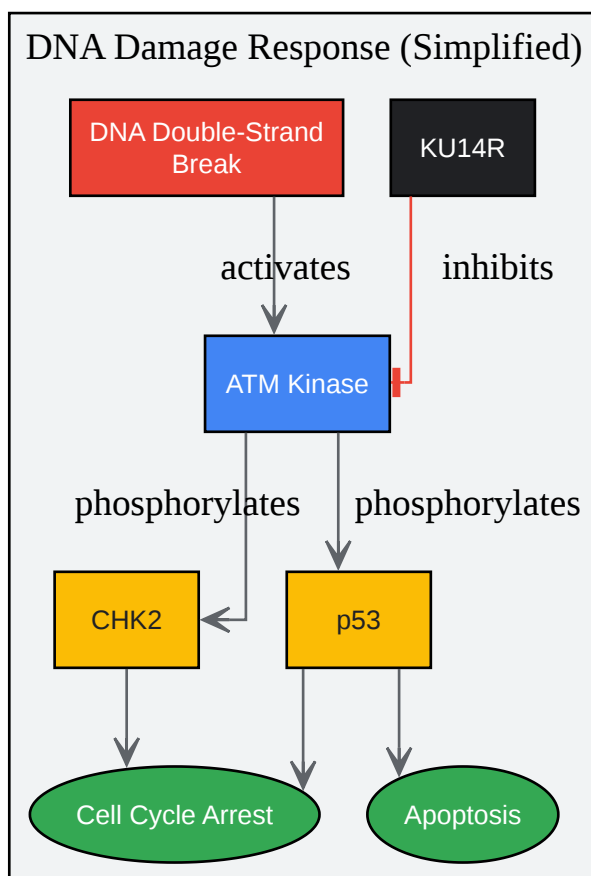 DNA Damage Response (Simplified)
DNA Double-Strand
Break
KU14R
activates
inhibits
ATM Kinase
phosphorylates
phosphorylates
CHK2
p53
Cell Cycle Arrest
Apoptosis